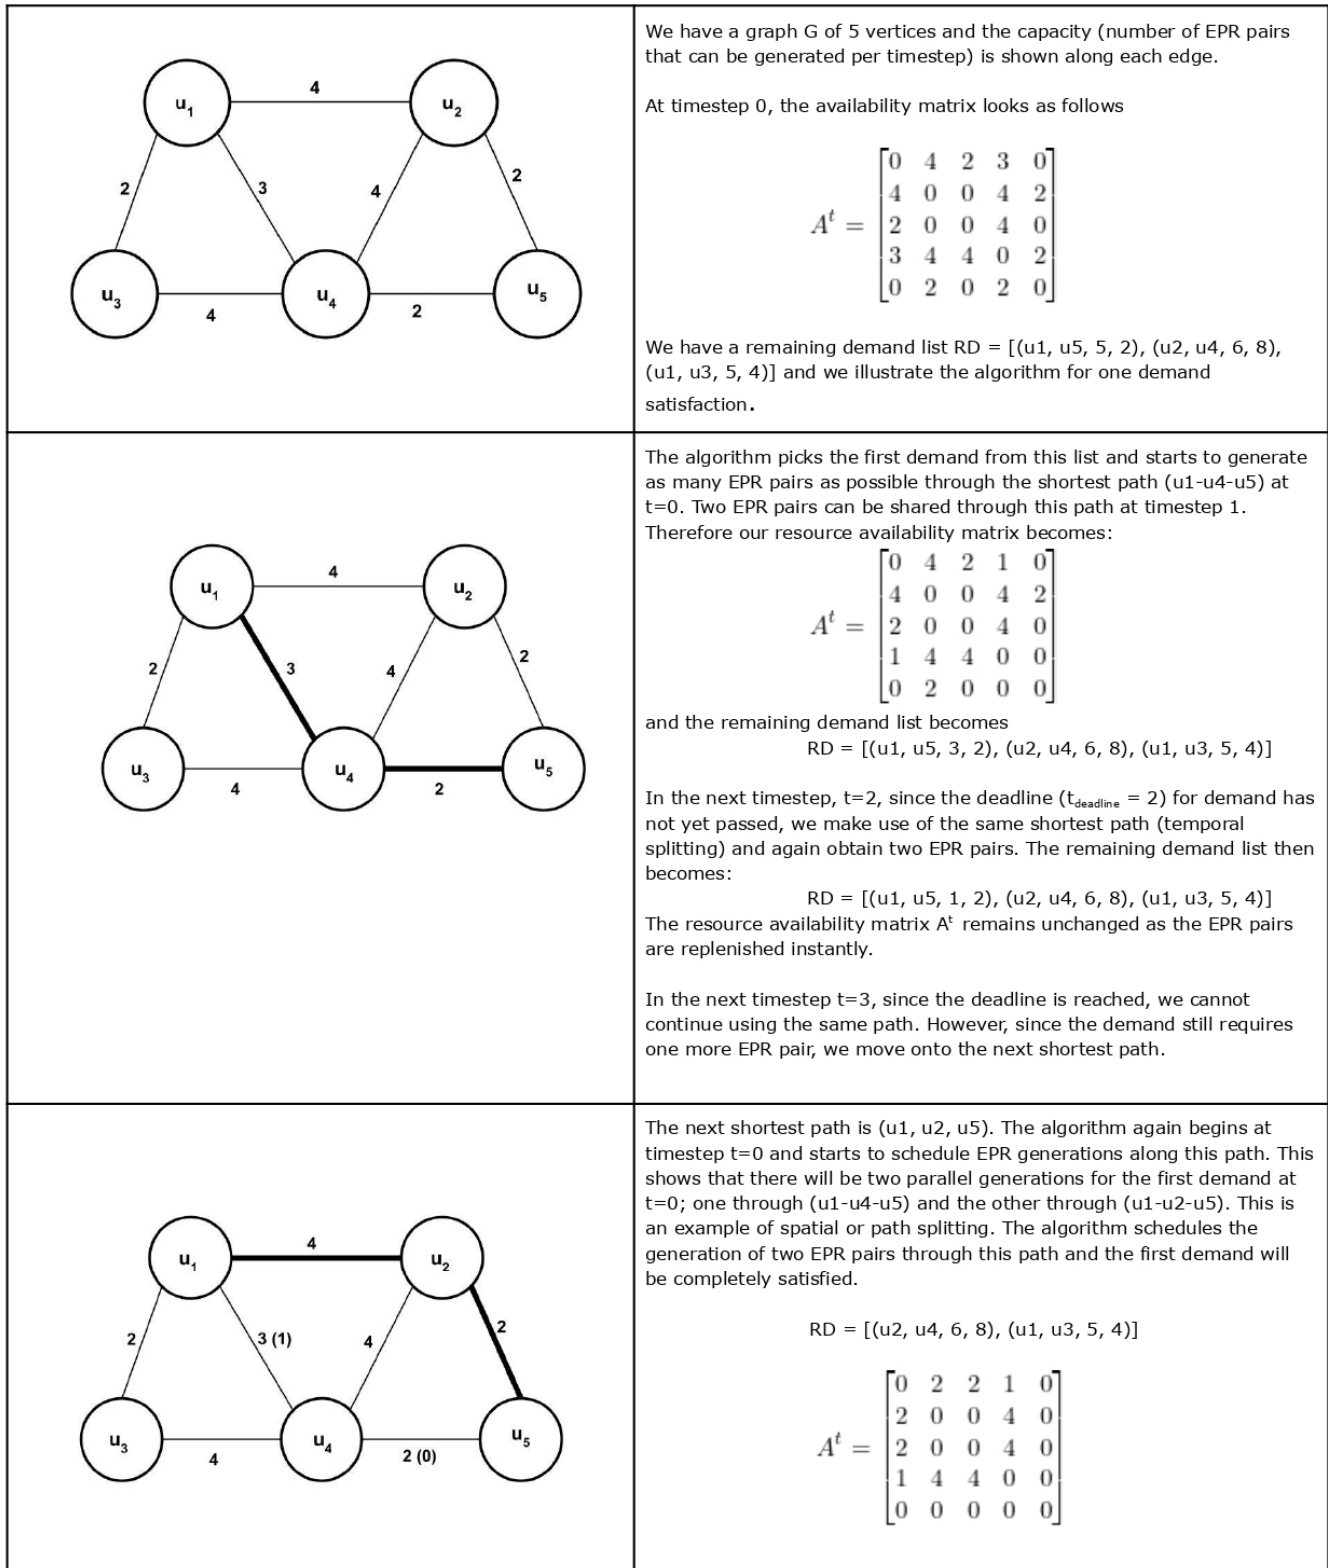 u1
4
u2
2
3
4
2
u3
4
u4
2
u5
We have a graph G of 5 vertices and the capacity (number of EPR pairs
that can be generated per timestep) is shown along each edge.
At timestep 0, the availability matrix looks as follows
0 4 2 3 0
4 0 0 4 2
A^t = 2 0 0 4 0
3 4 4 0 2
0 2 0 2 0
We have a remaining demand list RD = [(u1, u5, 5, 2), (u2, u4, 6, 8),
(u1, u3, 5, 4)] and we illustrate the algorithm for one demand
satisfaction.
u1
4
u2
2
3
4
2
u3
4
u4
2
u5
The algorithm picks the first demand from this list and starts to generate
as many EPR pairs as possible through the shortest path (u1-u4-u5) at
t=0. Two EPR pairs can be shared through this path at timestep 1.
Therefore our resource availability matrix becomes:
0 4 2 1 0
4 0 0 4 2
A^t = 2 0 0 4 0
1 4 4 0 0
0 2 0 0 0
and the remaining demand list becomes
RD = [(u1, u5, 3, 2), (u2, u4, 6, 8), (u1, u3, 5, 4)]
In the next timestep, t=2, since the deadline (t_deadline = 2) for demand has
not yet passed, we make use of the same shortest path (temporal
splitting) and again obtain two EPR pairs. The remaining demand list then
becomes:
RD = [(u1, u5, 1, 2), (u2, u4, 6, 8), (u1, u3, 5, 4)]
The resource availability matrix A^t remains unchanged as the EPR pairs
are replenished instantly.
In the next timestep t=3, since the deadline is reached, we cannot
continue using the same path. However, since the demand still requires
one more EPR pair, we move onto the next shortest path.
u1
4
u2
2
3 (1)
4
2
u3
4
u4
2 (0)
u5
The next shortest path is (u1, u2, u5). The algorithm again begins at
timestep t=0 and starts to schedule EPR generations along this path. This
shows that there will be two parallel generations for the first demand at
t=0; one through (u1-u4-u5) and the other through (u1-u2-u5). This is
an example of spatial or path splitting. The algorithm schedules the
generation of two EPR pairs through this path and the first demand will
be completely satisfied.
RD = [(u2, u4, 6, 8), (u1, u3, 5, 4)]
0 2 2 1 0
2 0 0 4 0
A^t = 2 0 0 4 0
1 4 4 0 0
0 0 0 0 0